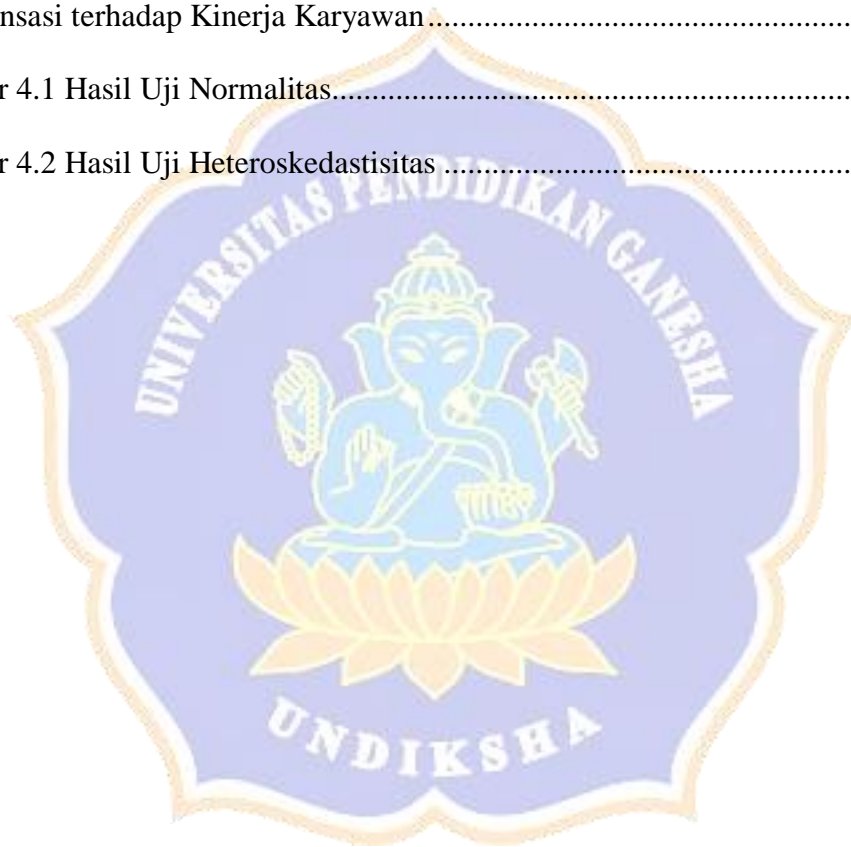 nsasi terhadap Kinerja Karyawan................................................................
r 4.1 Hasil Uji Normalitas................................................................
r 4.2 Hasil Uji Heteroskedastisitas ................................................................
UNIVERSITAS PENDIDIKAN GANESHA
UNDIKSHA